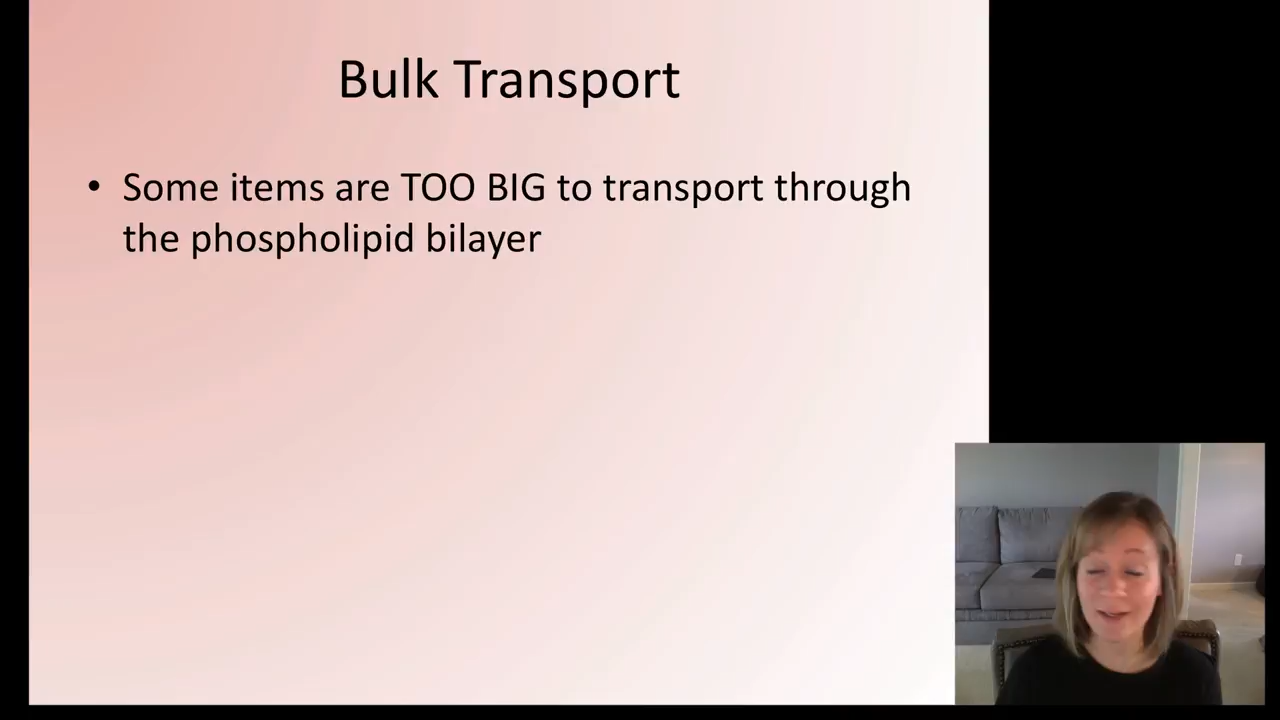 Bulk Transport
• Some items are TOO BIG to transport through
the phospholipid bilayer